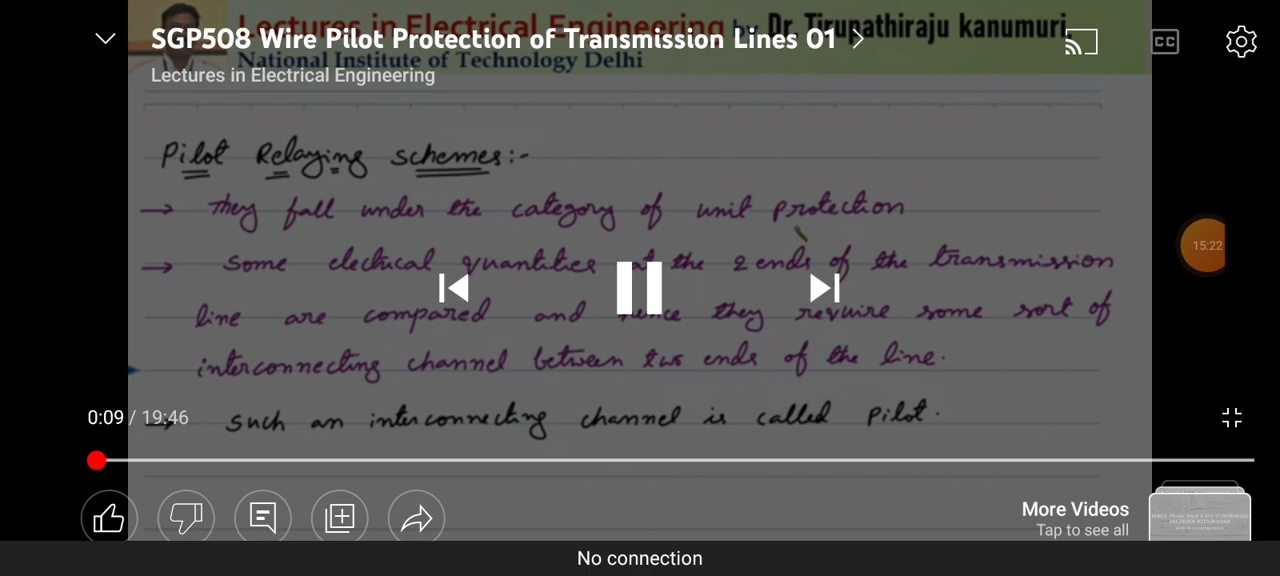 Lectures in Electrical Engineering by Dr. Tirupathiraju kanumuri,
SGP508 Wire Pilot Protection of Transmission Lines 01
National Institute of Technology Delhi
Lectures in Electrical Engineering
CC
Pilot Relaying schemes:-
→ They fall under the category of unit protection
15:22
→ Some electrical quantities at the 2 ends of the transmission
line are compared and hence they require some sort of
interconnecting channel between two ends of the line.
0:09 / 19:46
→ such an interconnecting channel is called pilot.
More Videos
Tap to see all
No connection